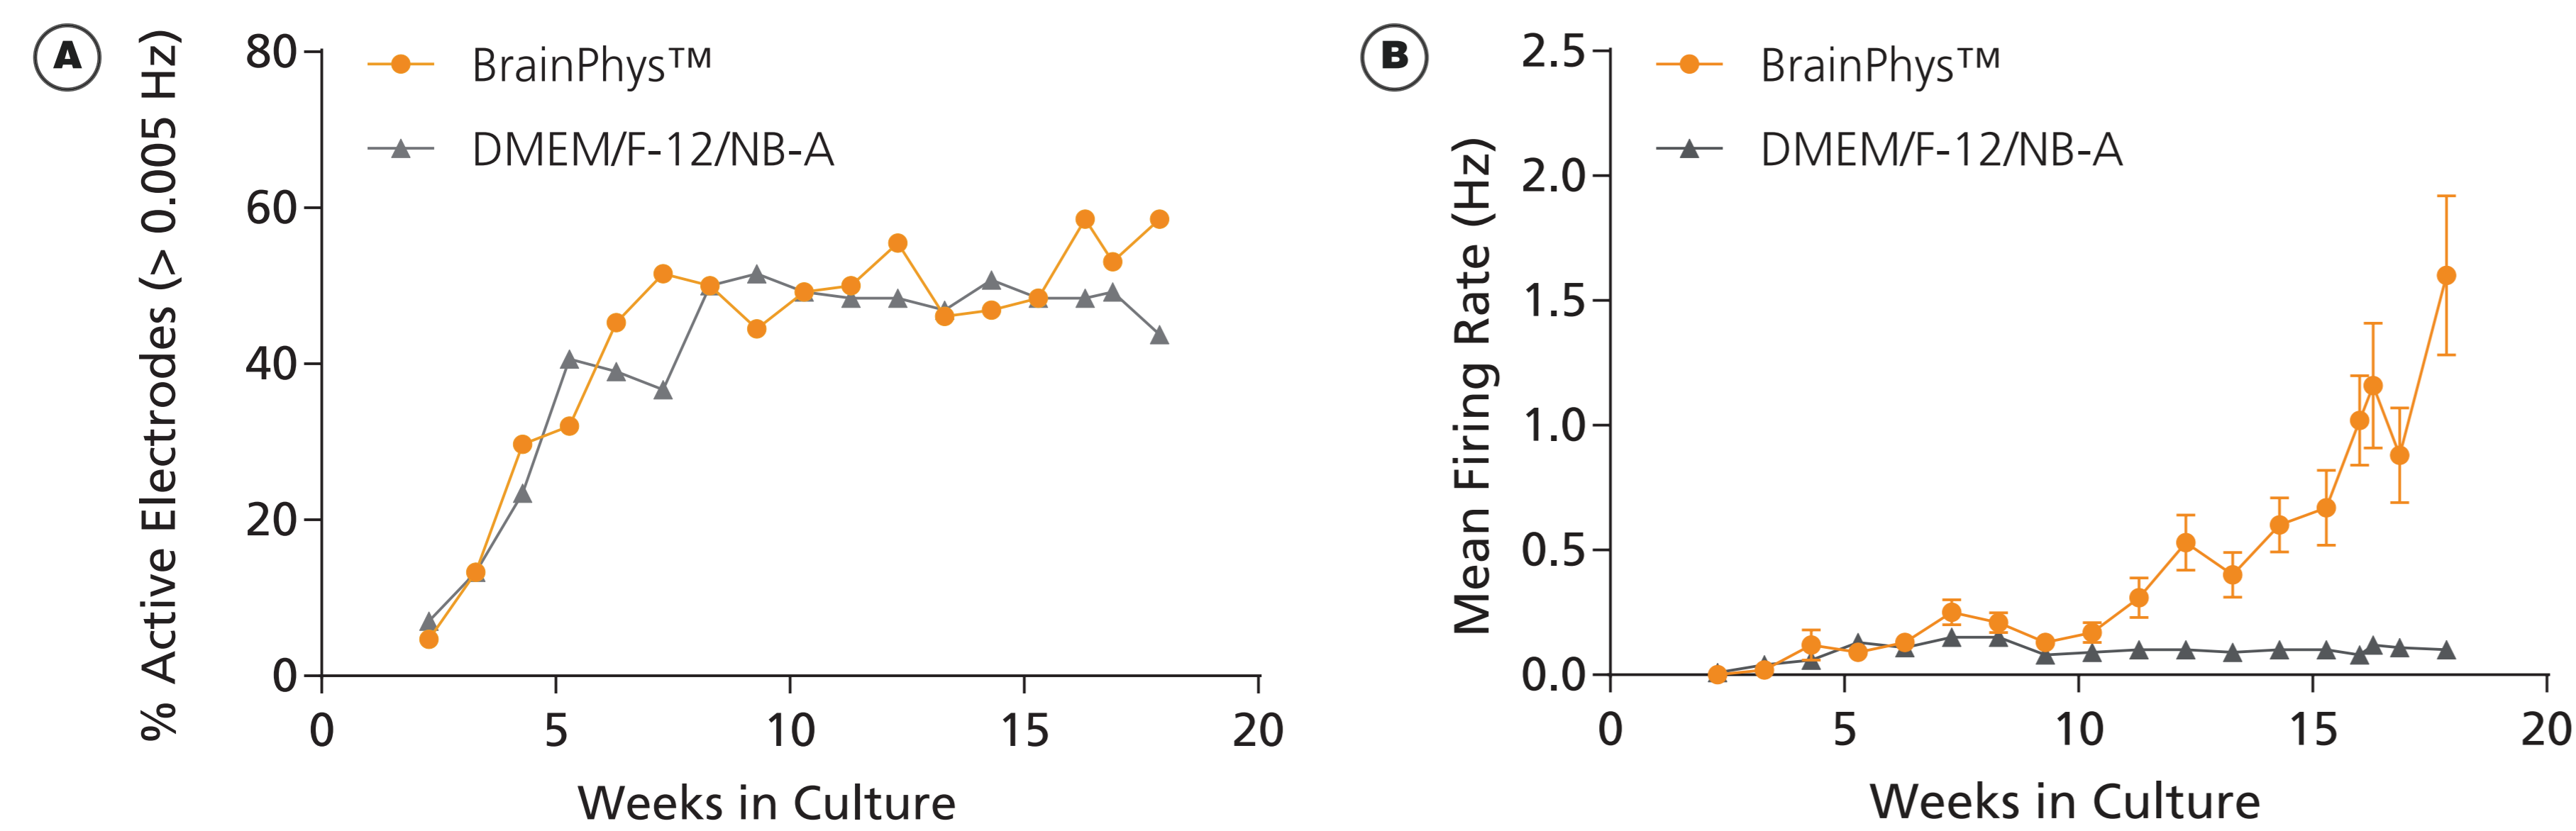 A
% Active Electrodes (> 0.005 Hz)
80
60
40
20
0
BrainPhys™
DMEM/F-12/NB-A
0 5 10 15 20
Weeks in Culture
B
Mean Firing Rate (Hz)
2.5
2.0
1.5
1.0
0.5
0.0
BrainPhys™
DMEM/F-12/NB-A
0 5 10 15 20
Weeks in Culture